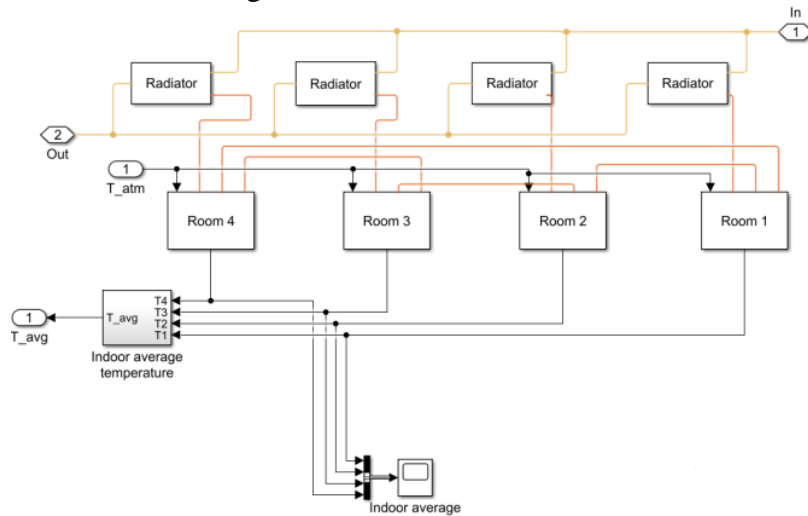 In
1
Radiator
Radiator
Radiator
Radiator
2
Out
1
T_atm
Room 4
Room 3
Room 2
Room 1
1
T_avg
T_avg
T4
T3
T2
T1
Indoor average
temperature
Indoor average